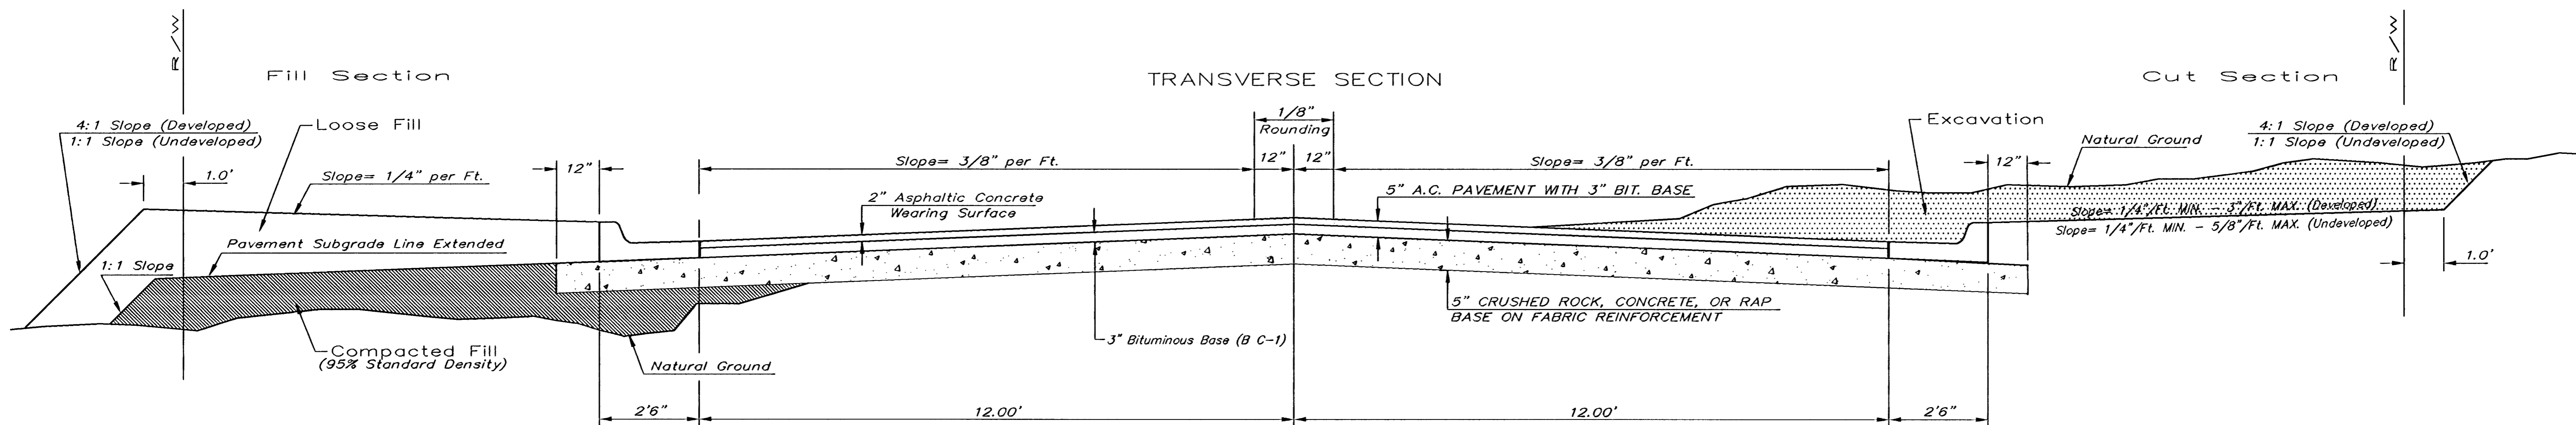 R/W
R/W
Fill Section
TRANSVERSE SECTION
Cut Section
4:1 Slope (Developed)
1:1 Slope (Undeveloped)
Loose Fill
1/8"
Rounding
Excavation
Natural Ground
4:1 Slope (Developed)
1:1 Slope (Undeveloped)
1.0'
Slope= 1/4" per Ft.
12"
Slope= 3/8" per Ft.
12"
12"
Slope= 3/8" per Ft.
12"
2" Asphaltic Concrete
Wearing Surface
5" A.C. PAVEMENT WITH 3" BIT. BASE
Slope= 1/4"/Ft. MIN. - 3"/Ft. MAX. (Developed)
Slope= 1/4"/Ft. MIN. - 5/8"/Ft. MAX. (Undeveloped)
Pavement Subgrade Line Extended
1:1 Slope
1.0'
5" CRUSHED ROCK, CONCRETE, OR RAP
BASE ON FABRIC REINFORCEMENT
3" Bituminous Base (B C-1)
Compacted Fill
(95% Standard Density)
Natural Ground
2'6"
12.00'
12.00'
2'6"